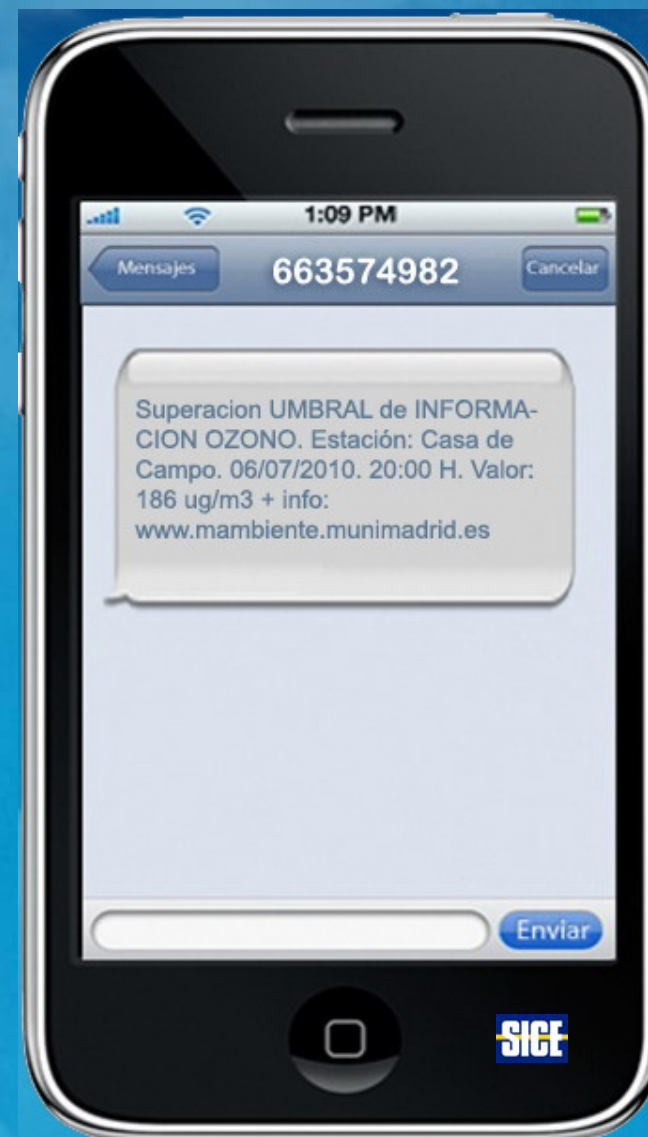 1:09 PM
Mensajes
663574982
Cancelar
Superacion UMBRAL de INFORMA-
CION OZONO. Estación: Casa de
Campo. 06/07/2010. 20:00 H. Valor:
186 ug/m3 + info:
www.mambiente.munimadrid.es
Enviar
SICE